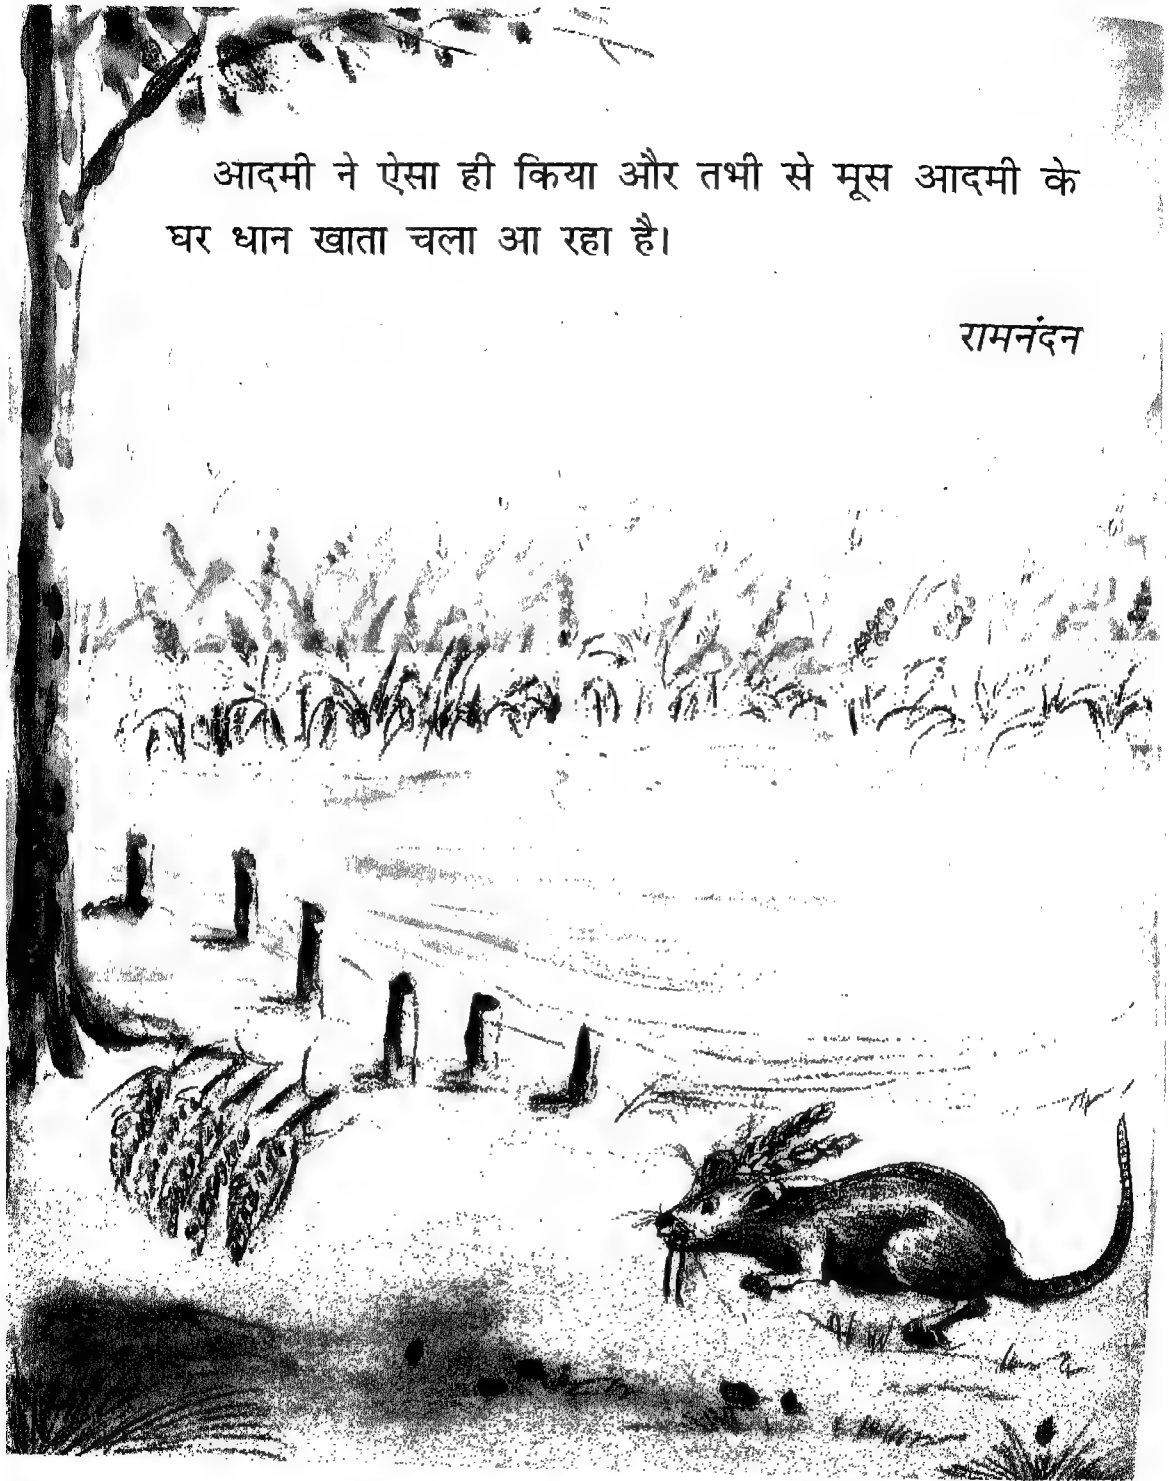 आदमी ने ऐसा ही किया और तभी से मूस आदमी के
घर धान खाता चला आ रहा है।
रामनंदन